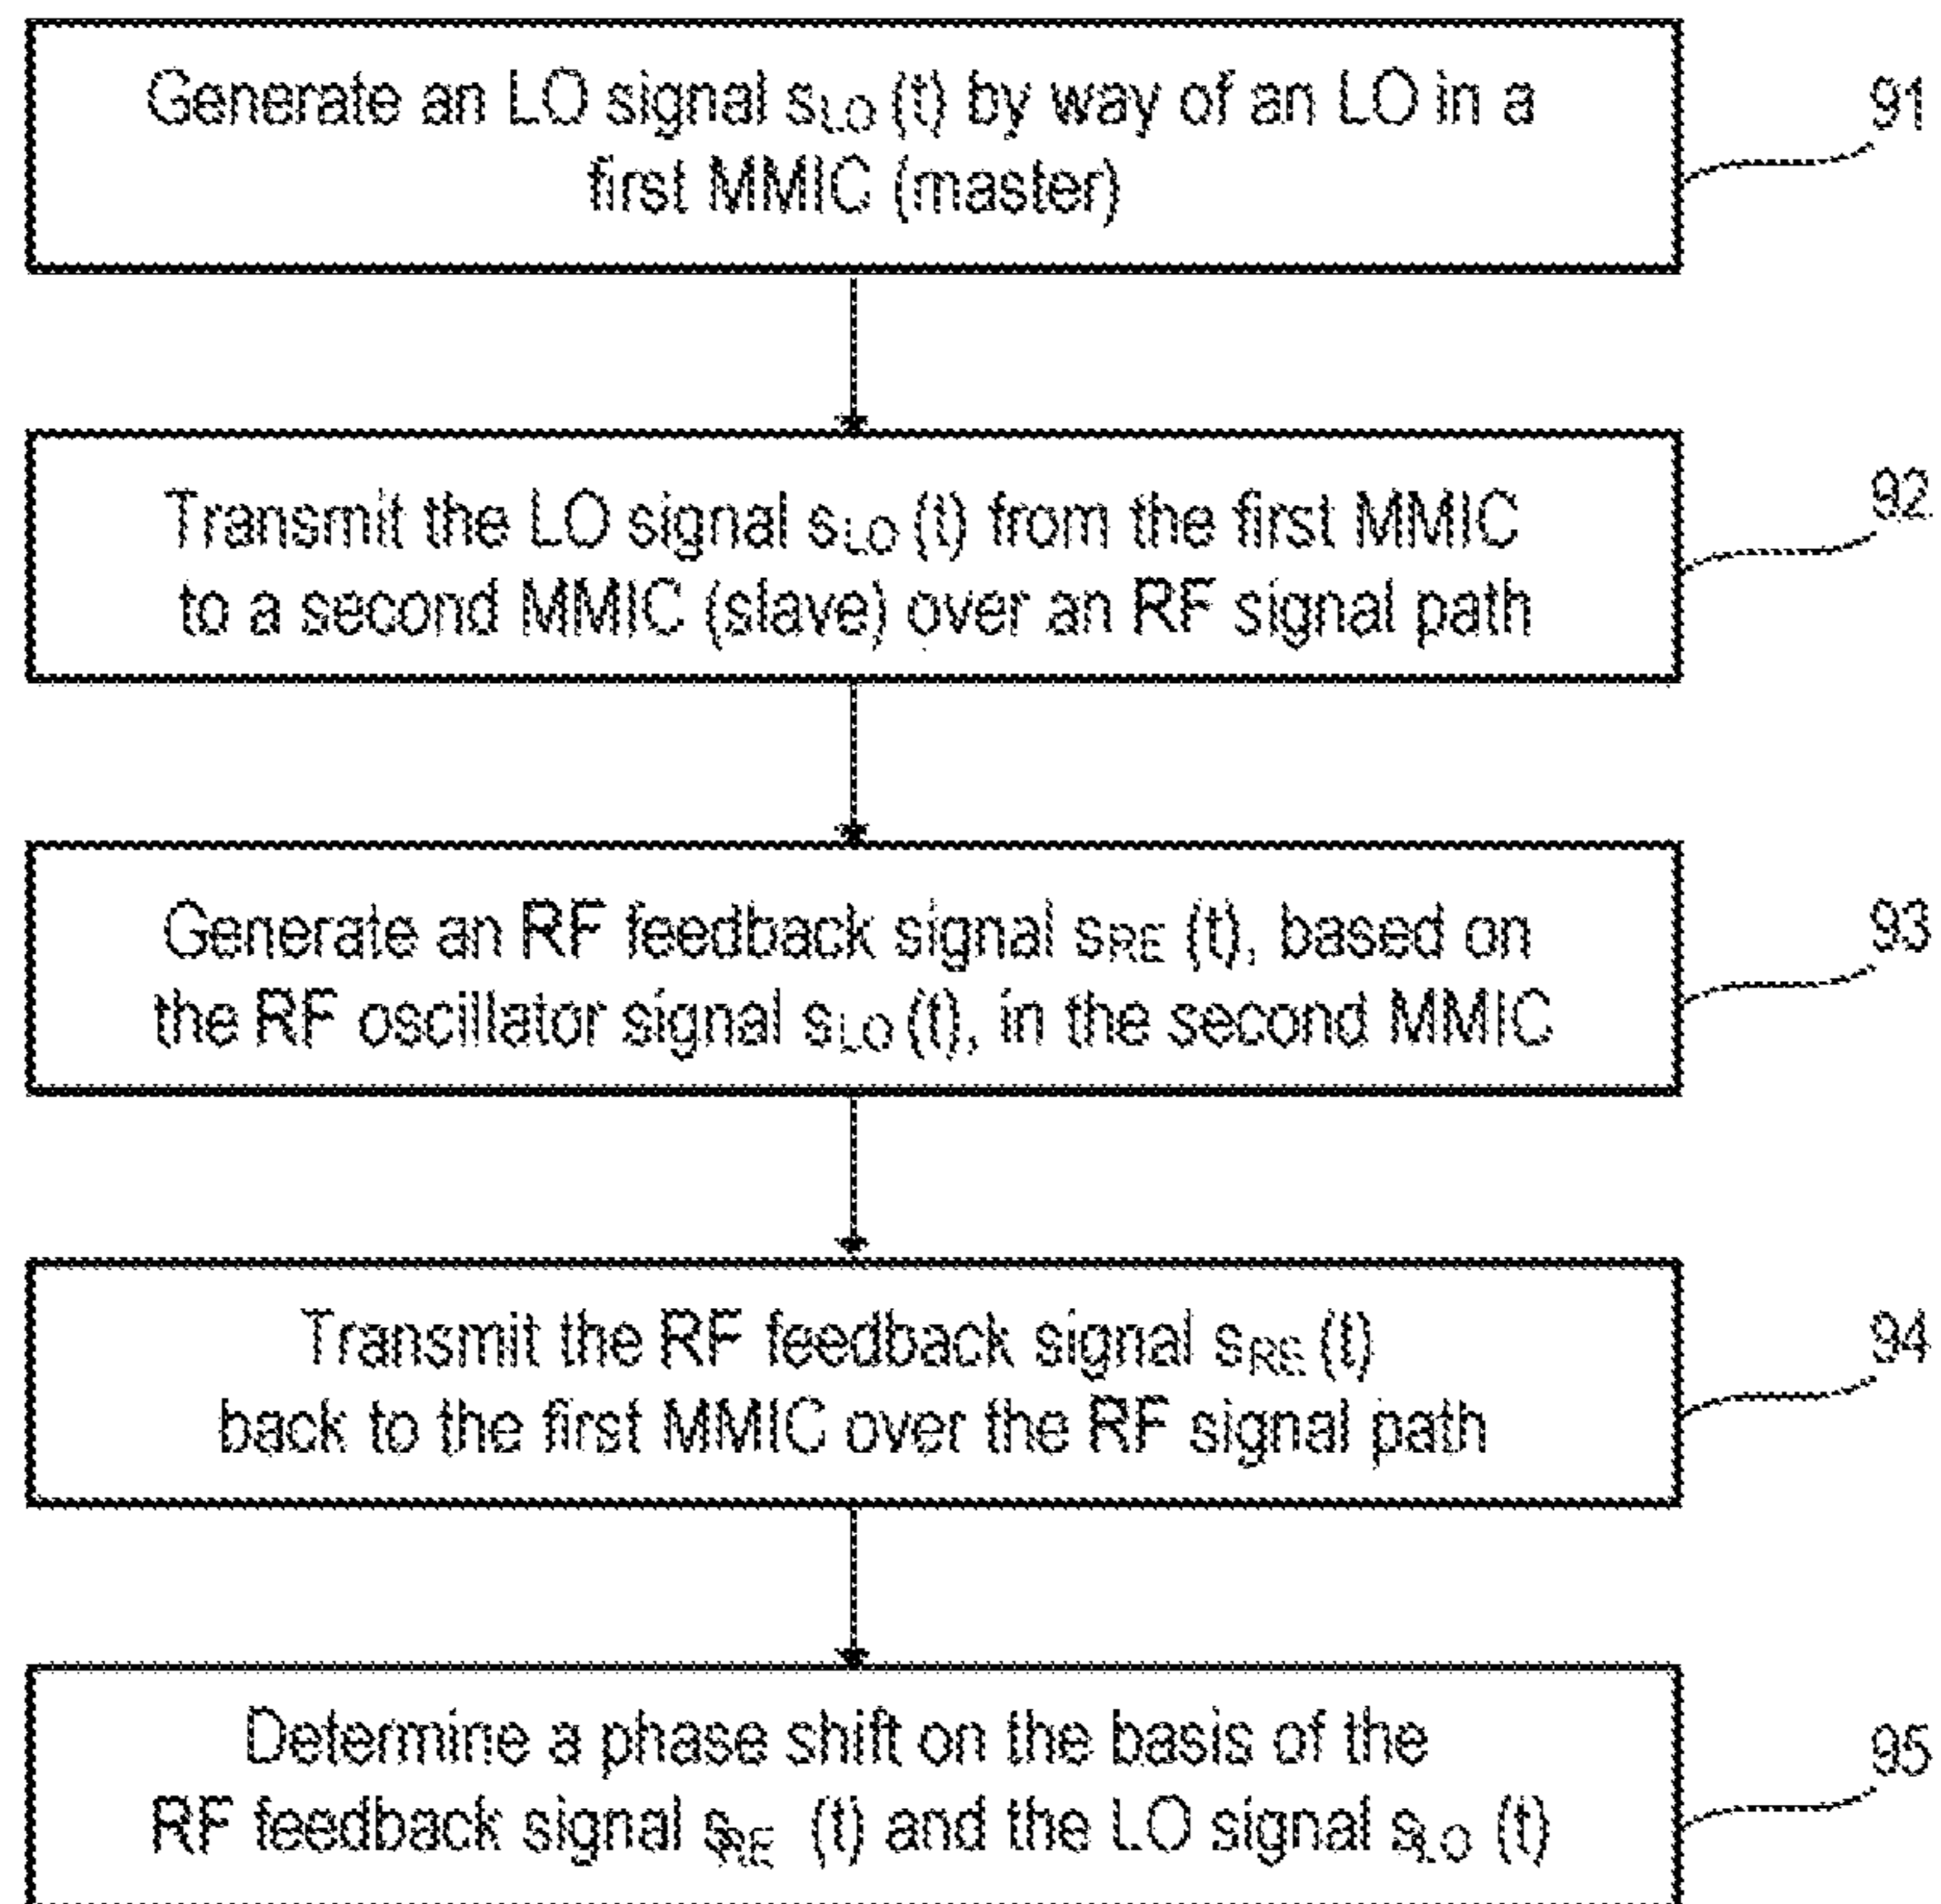 Generate an LO signal sLO (t) by way of an LO in a
first MMIC (master)
91
Transmit the LO signal sLO (t) from the first MMIC
to a second MMIC (slave) over an RF signal path
92
Generate an RF feedback signal sRE (t), based on
the RF oscillator signal sLO (t), in the second MMIC
93
Transmit the RF feedback signal sRE (t)
back to the first MMIC over the RF signal path
94
Determine a phase shift on the basis of the
RF feedback signal sRE (t) and the LO signal sLO (t)
95